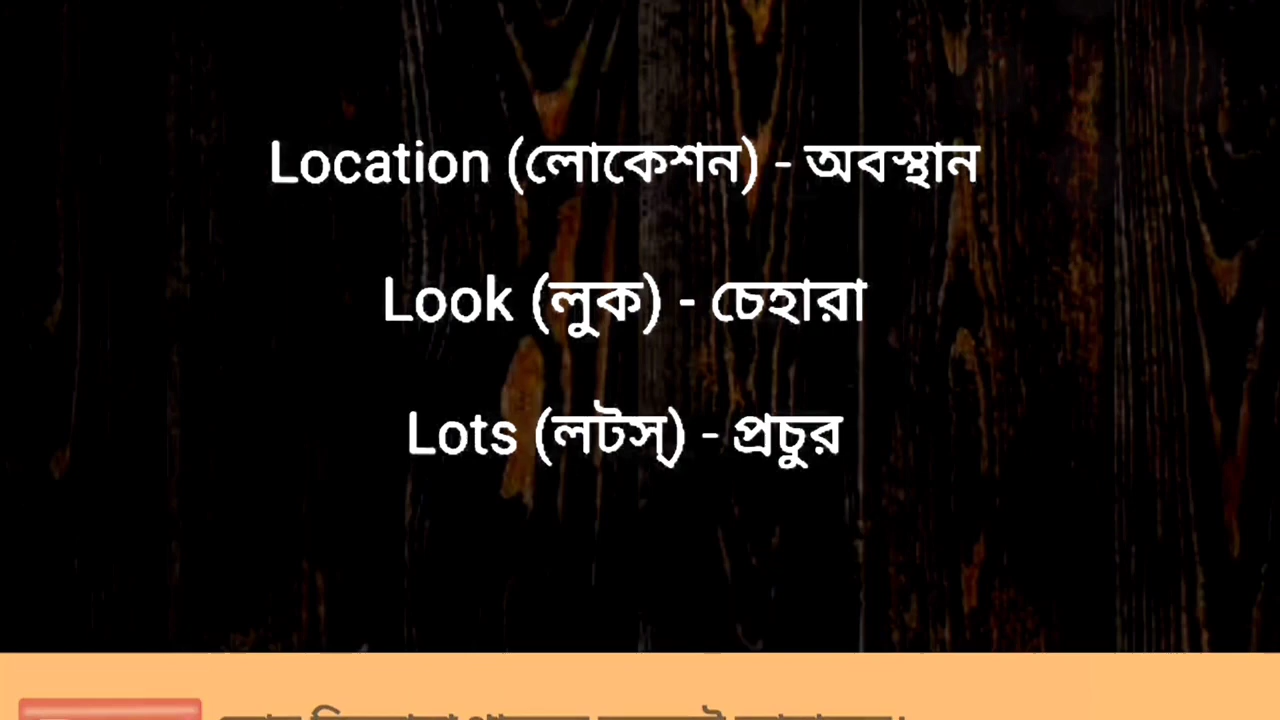 Location (লোকেশন) - অবস্থান
Look (লুক) - চেহারা
Lots (লটস্) - প্রচুর